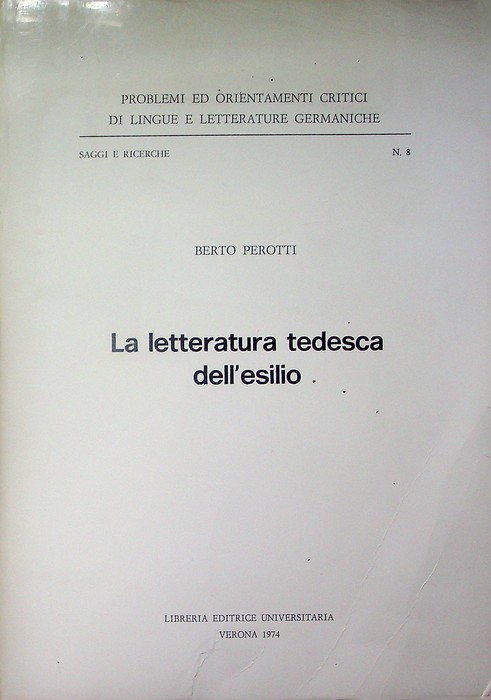 PROBLEMI ED ORIENTAMENTI CRITICI
DI LINGUE E LETTERATURE GERMANICHE
SAGGI E RICERCHE N. 8
BERTO PEROTTI
La letteratura tedesca
dell'esilio
LIBRERIA EDITRICE UNIVERSITARIA
VERONA 1974